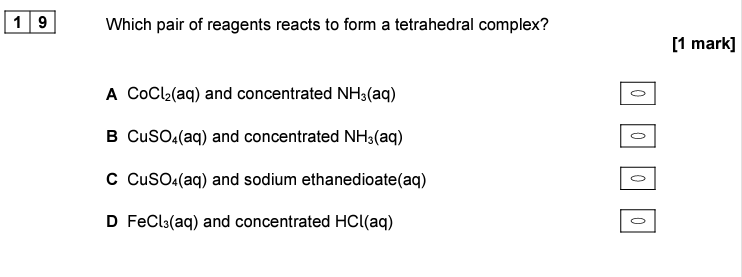 1 9 Which pair of reagents reacts to form a tetrahedral complex?
[1 mark]
A CoCl₂(aq) and concentrated NH₃(aq)
B CuSO₄(aq) and concentrated NH₃(aq)
C CuSO₄(aq) and sodium ethanedioate(aq)
D FeCl₃(aq) and concentrated HCl(aq)